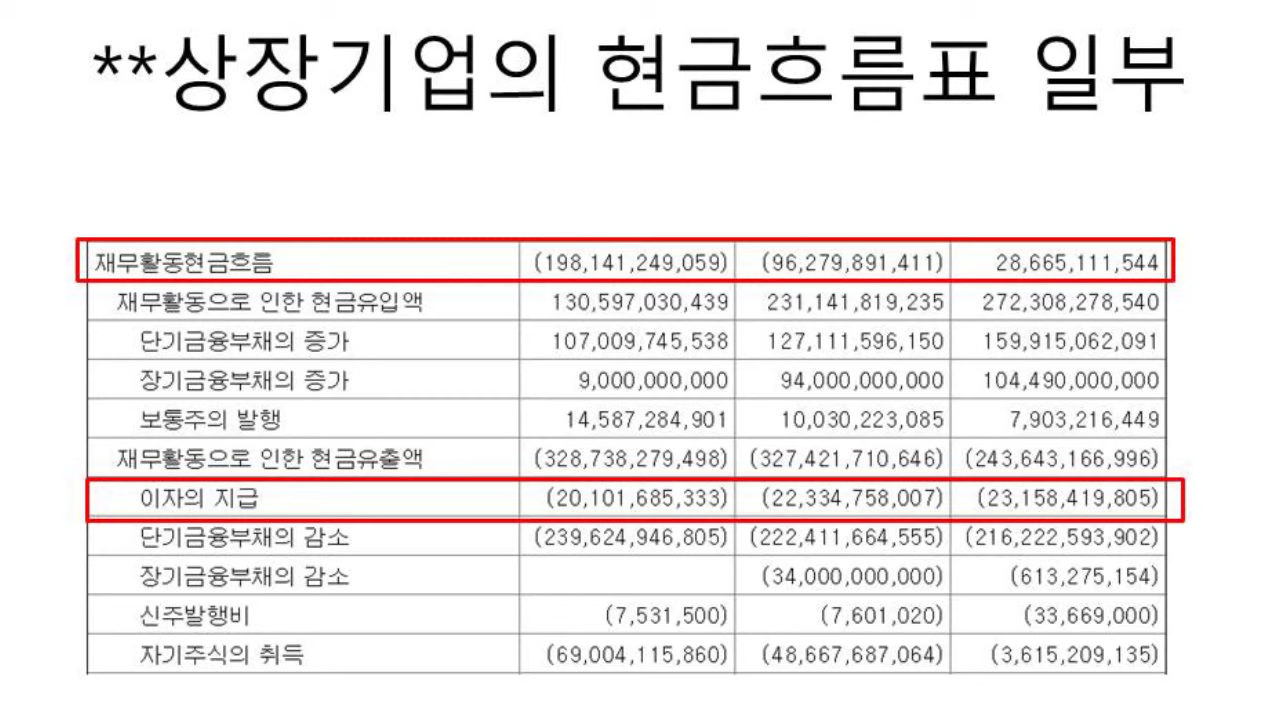 **상장기업의 현금흐름표 일부
재무활동현금흐름 (198,141,249,059) (96,279,891,411) 28,665,111,544
재무활동으로 인한 현금유입액 130,597,030,439 231,141,819,235 272,308,278,540
단기금융부채의 증가 107,009,745,538 127,111,596,150 159,915,062,091
장기금융부채의 증가 9,000,000,000 94,000,000,000 104,490,000,000
보통주의 발행 14,587,284,901 10,030,223,085 7,903,216,449
재무활동으로 인한 현금유출액 (328,738,279,498) (327,421,710,646) (243,643,166,996)
이자의 지급 (20,101,685,333) (22,334,758,007) (23,158,419,805)
단기금융부채의 감소 (239,624,946,805) (222,411,664,555) (216,222,593,902)
장기금융부채의 감소 (34,000,000,000) (613,275,154)
신주발행비 (7,531,500) (7,601,020) (33,669,000)
자기주식의 취득 (69,004,115,860) (48,667,687,064) (3,615,209,135)